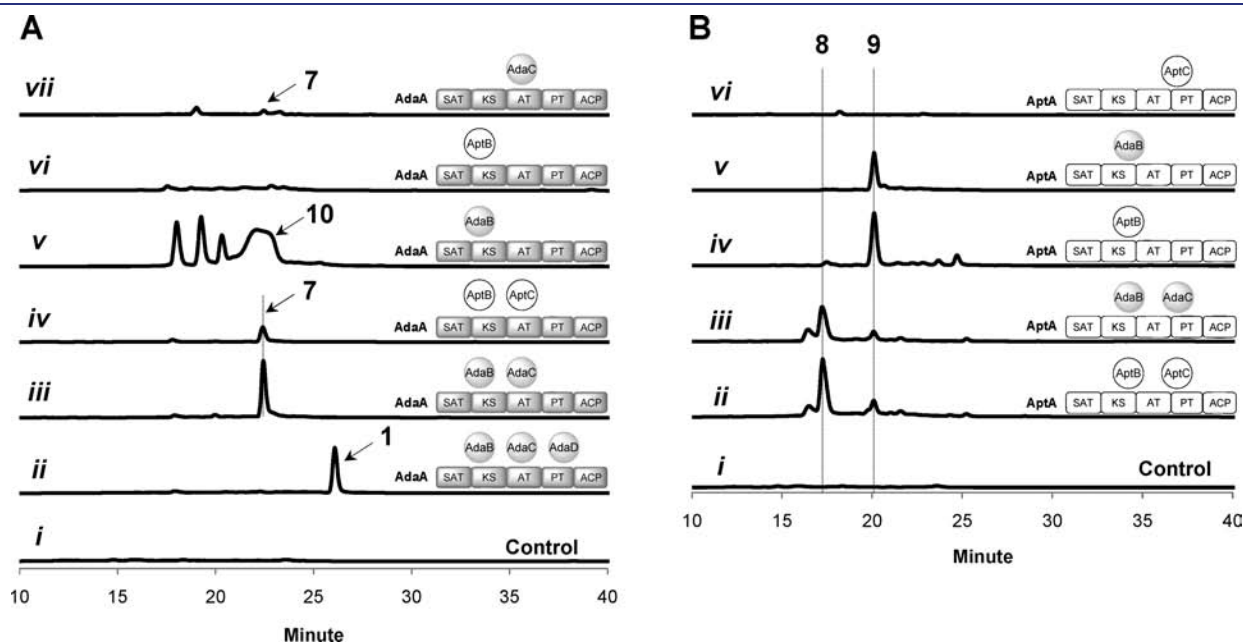 A
vii
7
AdaC
AdaA SAT KS AT PT ACP
vi
AptB
AdaA SAT KS AT PT ACP
v
10
AdaB
AdaA SAT KS AT PT ACP
iv
7
AptB AptC
AdaA SAT KS AT PT ACP
iii
AdaB AdaC
AdaA SAT KS AT PT ACP
ii
1
AdaB AdaC AdaD
AdaA SAT KS AT PT ACP
i
Control
10 15 20 25 30 35 40
Minute
B
8 9
vi
AptC
AptA SAT KS AT PT ACP
v
AdaB
AptA SAT KS AT PT ACP
iv
AptB
AptA SAT KS AT PT ACP
iii
AdaB AdaC
AptA SAT KS AT PT ACP
ii
AptB AptC
AptA SAT KS AT PT ACP
i
Control
10 15 20 25 30 35 40
Minute